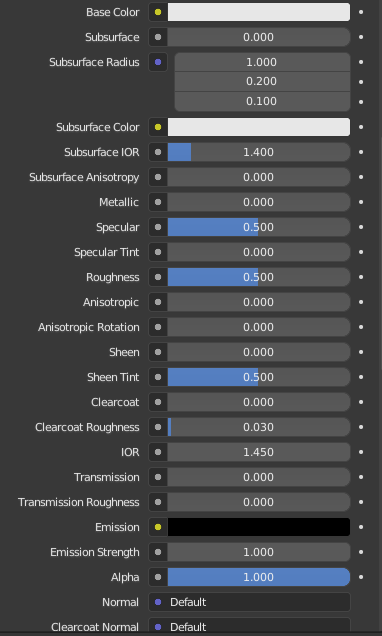 Base Color
Subsurface 0.000
Subsurface Radius 1.000
0.200
0.100
Subsurface Color
Subsurface IOR 1.400
Subsurface Anisotropy 0.000
Metallic 0.000
Specular 0.500
Specular Tint 0.000
Roughness 0.500
Anisotropic 0.000
Anisotropic Rotation 0.000
Sheen 0.000
Sheen Tint 0.500
Clearcoat 0.000
Clearcoat Roughness 0.030
IOR 1.450
Transmission 0.000
Transmission Roughness 0.000
Emission
Emission Strength 1.000
Alpha 1.000
Normal Default
Clearcoat Normal Default